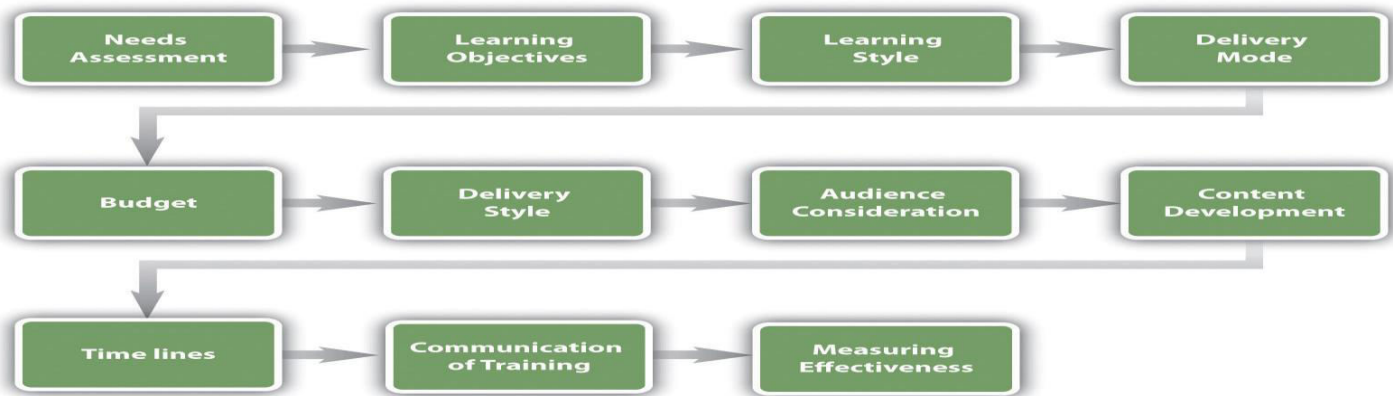 Needs
Assessment
Learning
Objectives
Learning
Style
Delivery
Mode
Budget
Delivery
Style
Audience
Consideration
Content
Development
Time lines
Communication
of Training
Measuring
Effectiveness